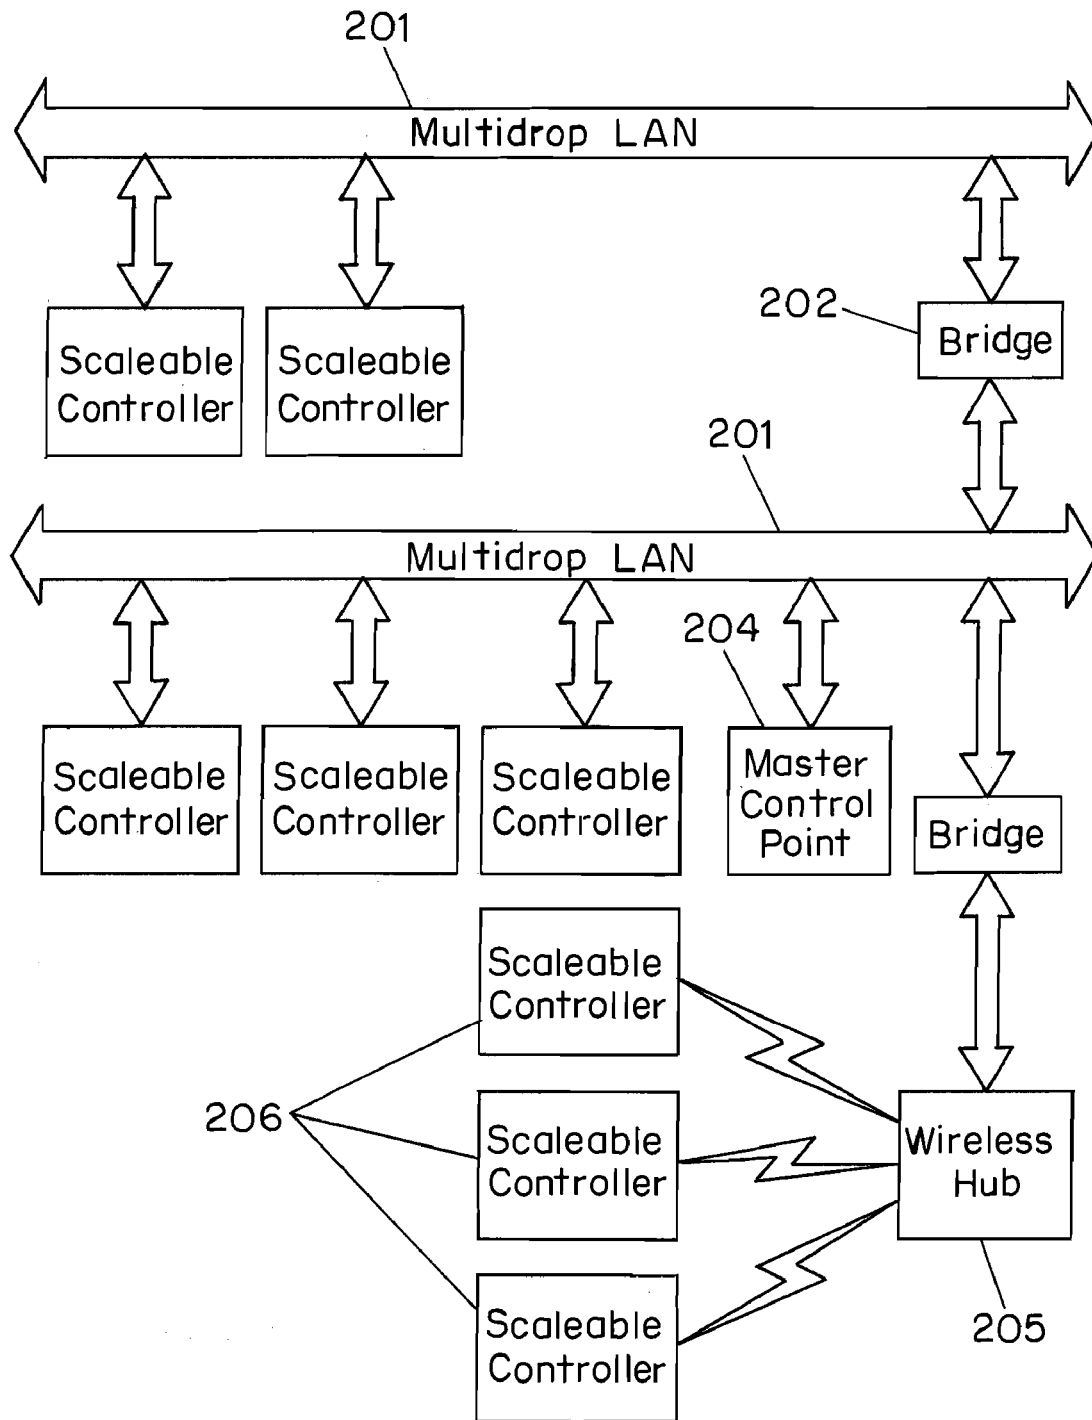 201
Multidrop LAN
202
Bridge
Scaleable
Controller
Scaleable
Controller
201
Multidrop LAN
204
Scaleable
Controller
Scaleable
Controller
Scaleable
Controller
Master
Control
Point
Bridge
Scaleable
Controller
206
Scaleable
Controller
Wireless
Hub
Scaleable
Controller
205